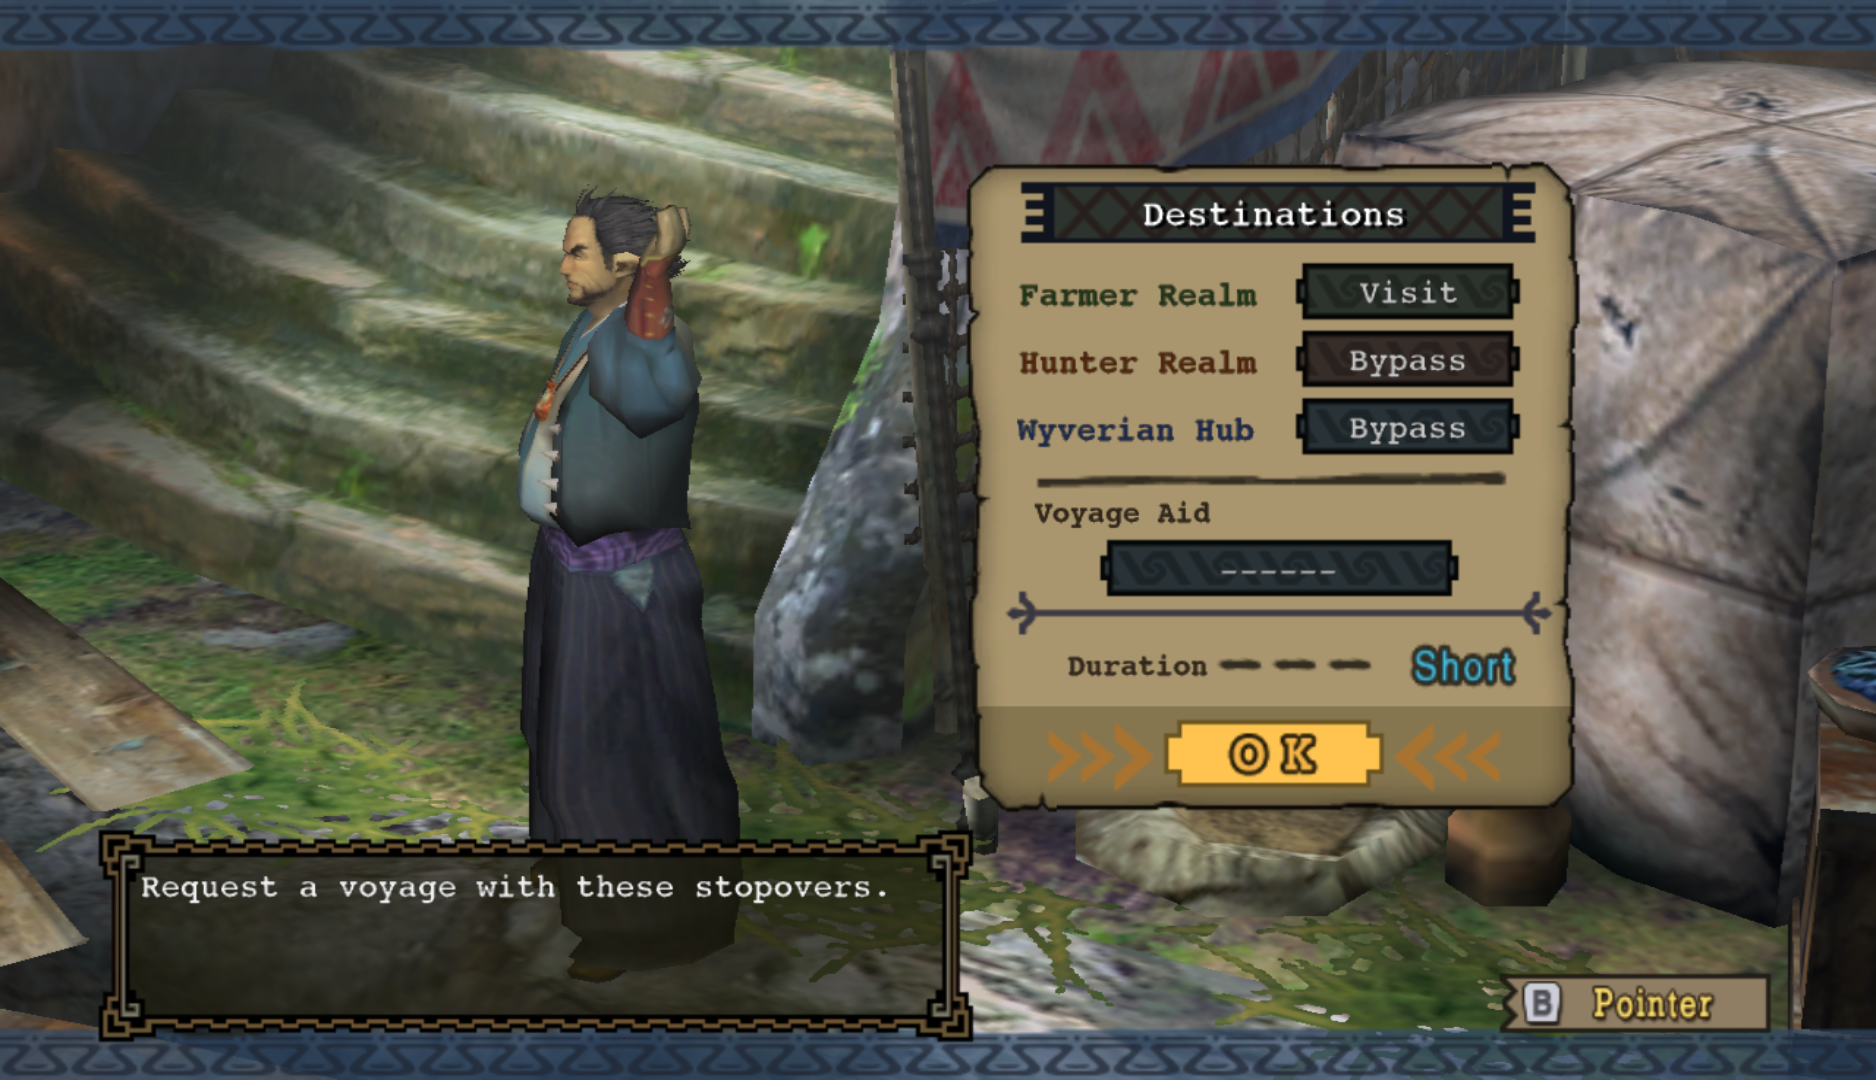 Destinations
Farmer Realm Visit
Hunter Realm Bypass
Wyverian Hub Bypass
Voyage Aid
------
Duration Short
OK
Request a voyage with these stopovers.
B Pointer